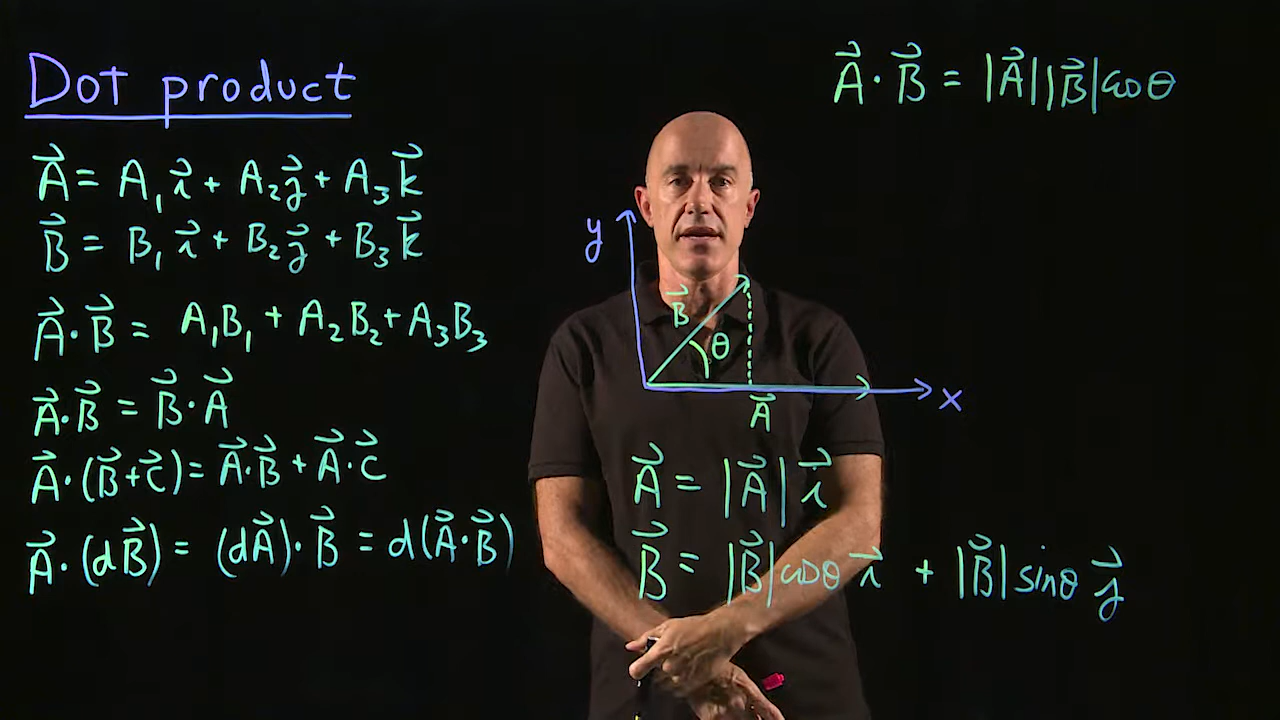 Dot product
A⃗ = A₁ i⃗ + A₂ j⃗ + A₃ k⃗
B⃗ = B₁ i⃗ + B₂ j⃗ + B₃ k⃗
A⃗·B⃗ = A₁B₁ + A₂B₂ + A₃B₃
A⃗·B⃗ = B⃗·A⃗
A⃗·(B⃗+C⃗) = A⃗·B⃗ + A⃗·C⃗
A⃗·(dB⃗) = (dA⃗)·B⃗ = d(A⃗·B⃗)
A⃗·B⃗ = |A⃗||B⃗|cosθ
y
B⃗
θ
x
A⃗
A⃗ = |A⃗| i⃗
B⃗ = |B⃗|cosθ i⃗ + |B⃗| sinθ j⃗